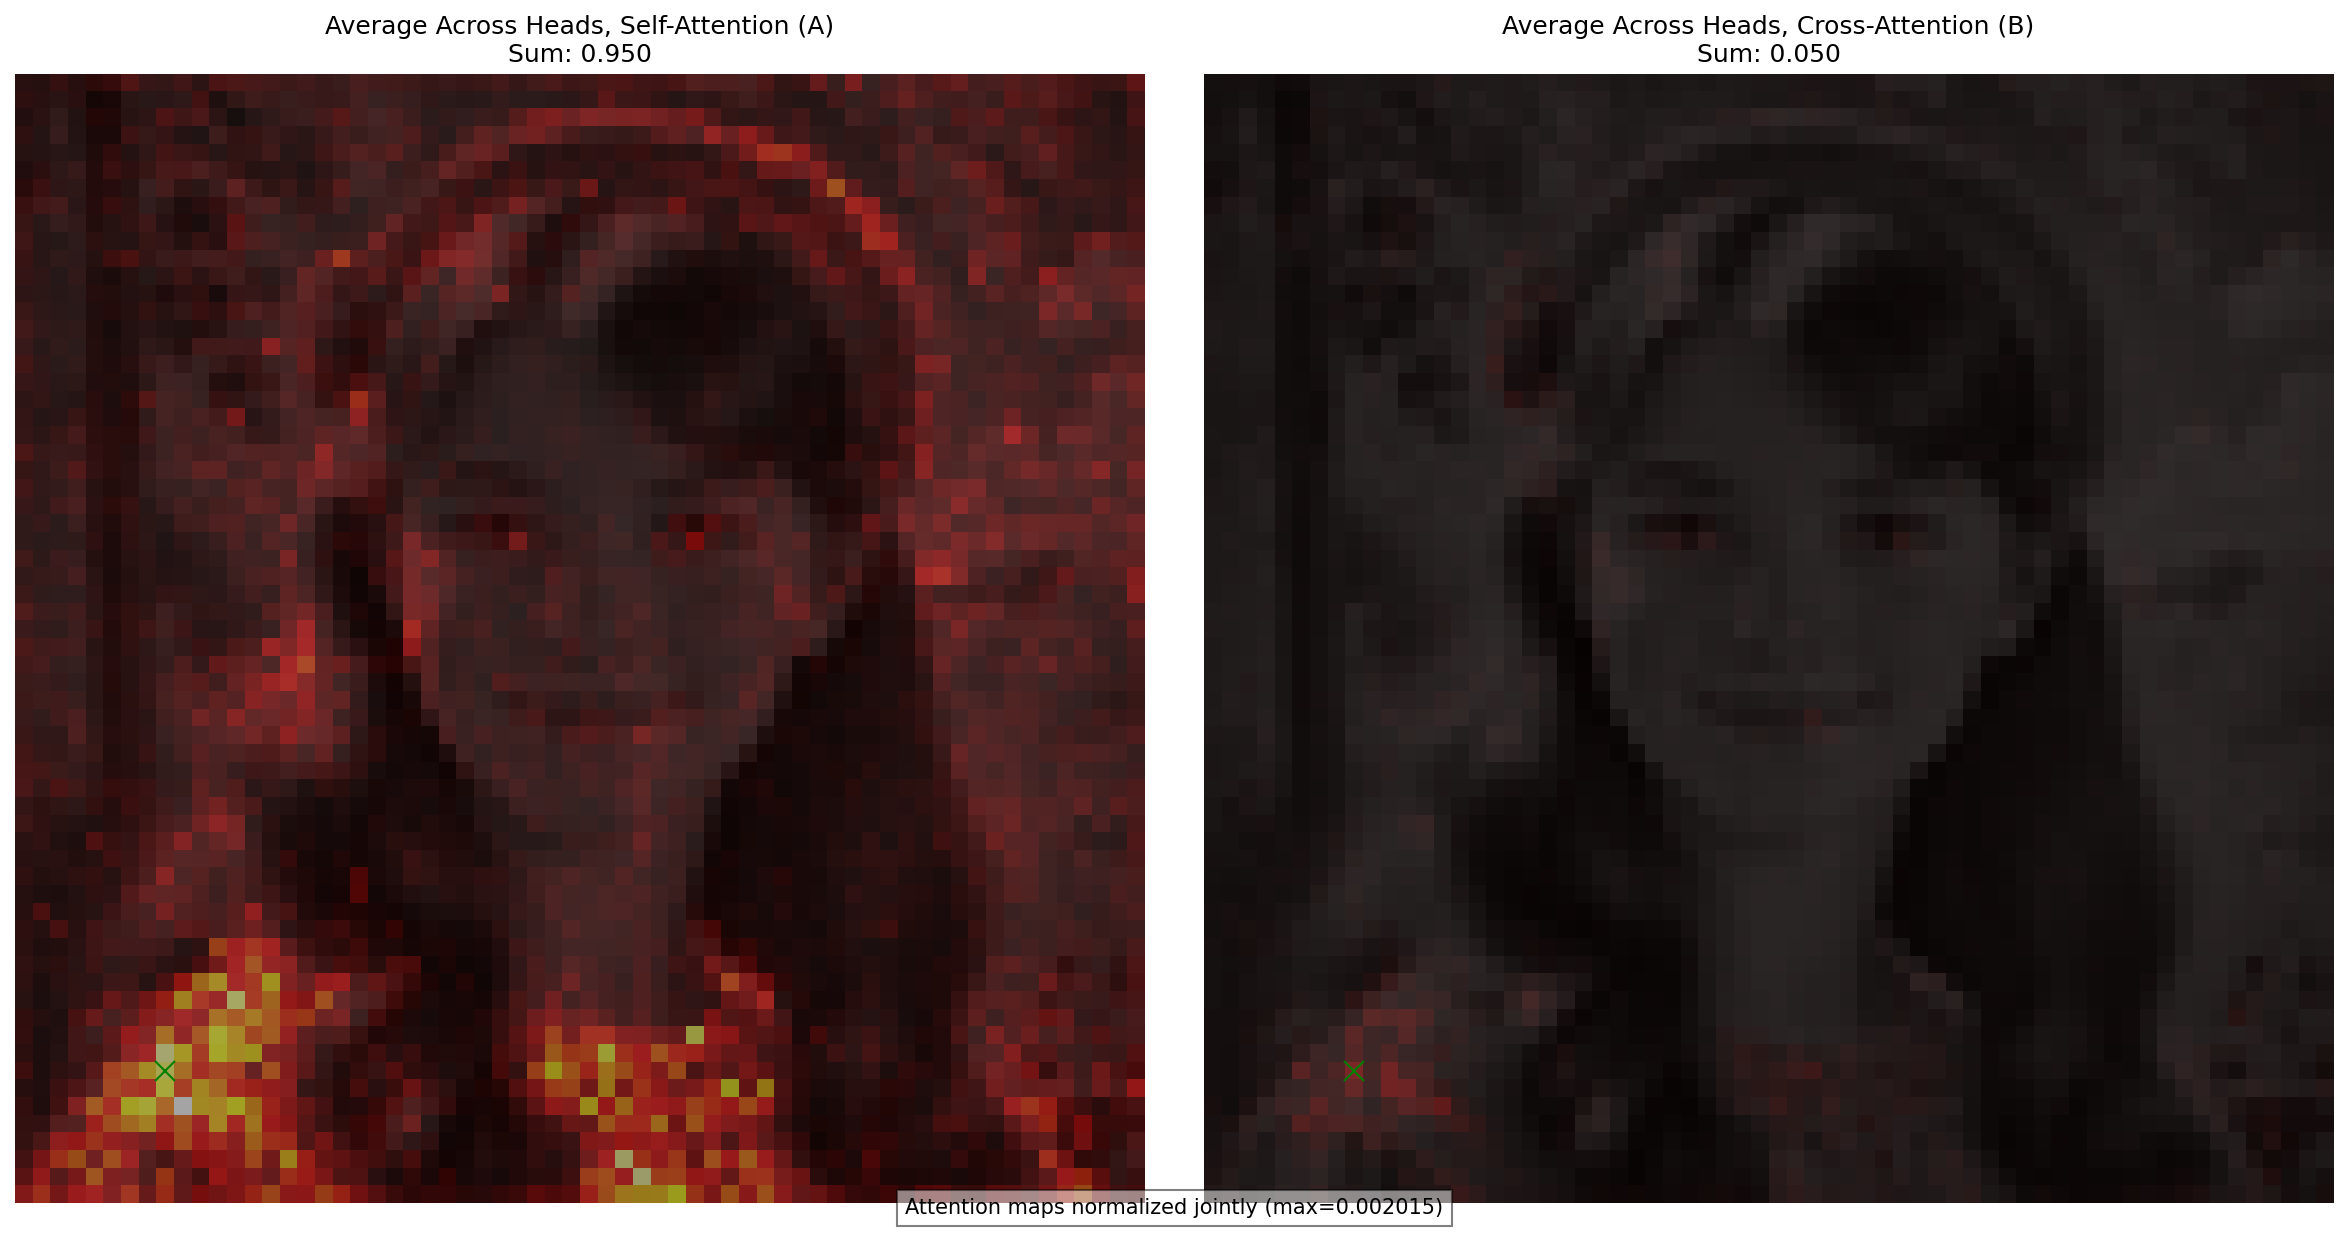 Average Across Heads, Self-Attention (A)
Sum: 0.950
Average Across Heads, Cross-Attention (B)
Sum: 0.050
Attention maps normalized jointly (max=0.002015)